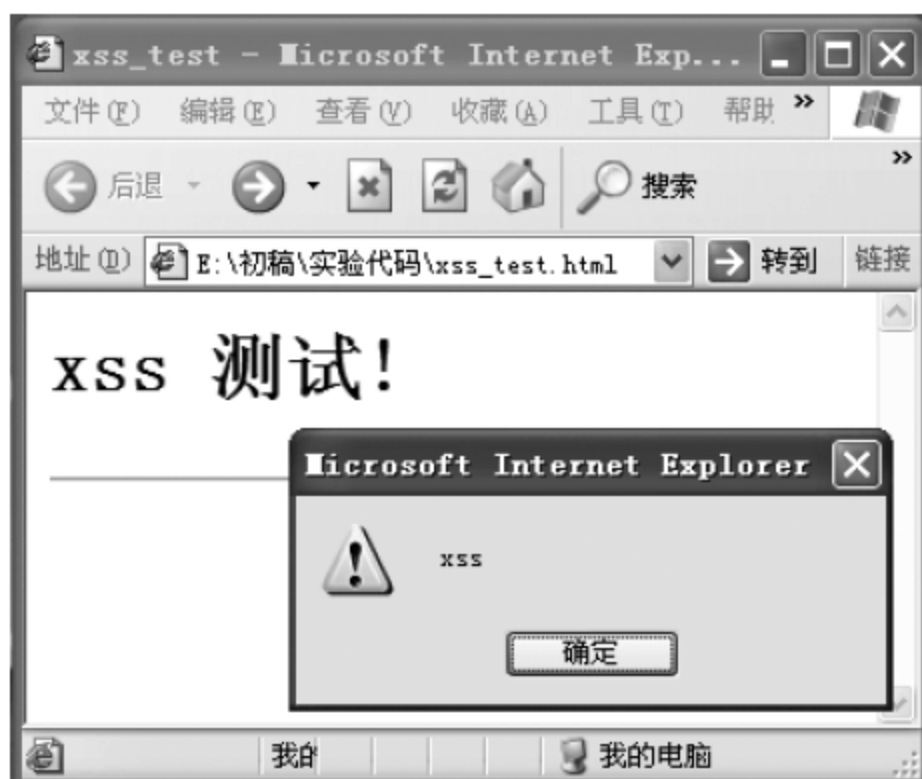 xss_test - Microsoft Internet Exp...
文件(F) 编辑(E) 查看(V) 收藏(A) 工具(T) 帮助 »
后退 搜索 »
地址(D) E:\初稿\实验代码\xss_test.html 转到 链接
xss 测试!
Microsoft Internet Explorer
xss
确定
我的 我的电脑